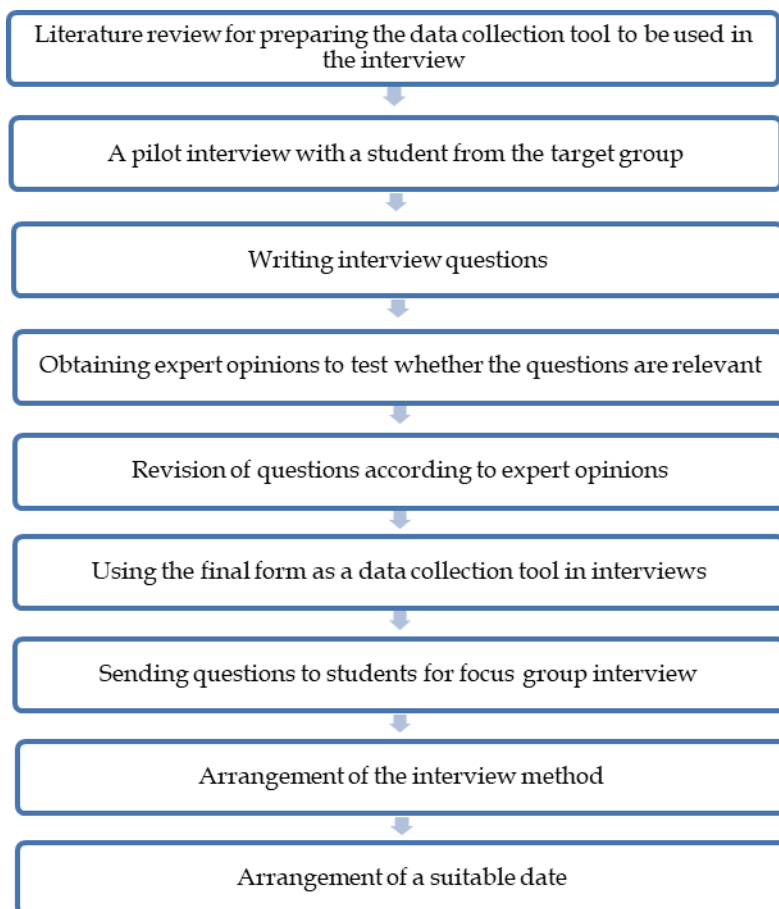 Literature review for preparing the data collection tool to be used in
the interview
A pilot interview with a student from the target group
Writing interview questions
Obtaining expert opinions to test whether the questions are relevant
Revision of questions according to expert opinions
Using the final form as a data collection tool in interviews
Sending questions to students for focus group interview
Arrangement of the interview method
Arrangement of a suitable date